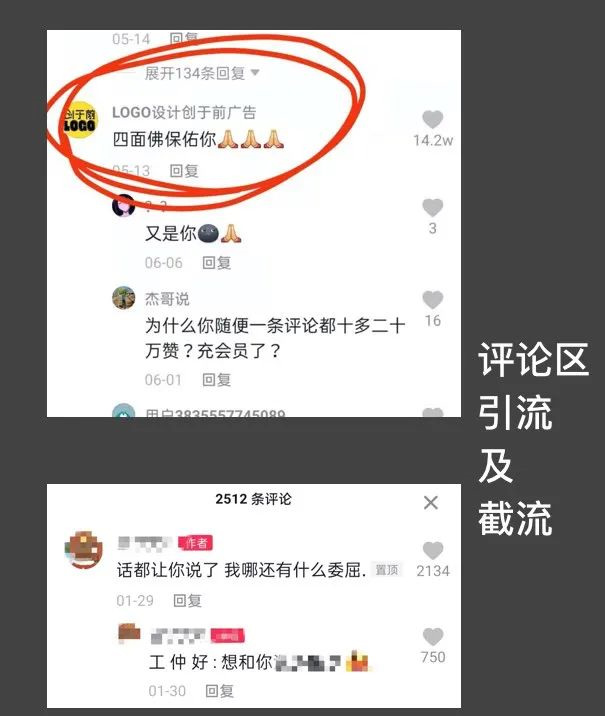 05-14 回复
展开134条回复
创于前
LOGO
LOGO设计创于前广告
四面佛保佑你🙏🙏🙏
14.2w
05-13 回复
? ?
又是你🌚🙏
3
06-06 回复
杰哥说
为什么你随便一条评论都十多二十
万赞？充会员了？
16
06-01 回复
用户3835557745089
评论区
引流
及
截流
2512 条评论
作者
话都让你说了 我哪还有什么委屈. 置顶
2134
01-29 回复
工 仲 好 : 想和你
750
01-30 回复